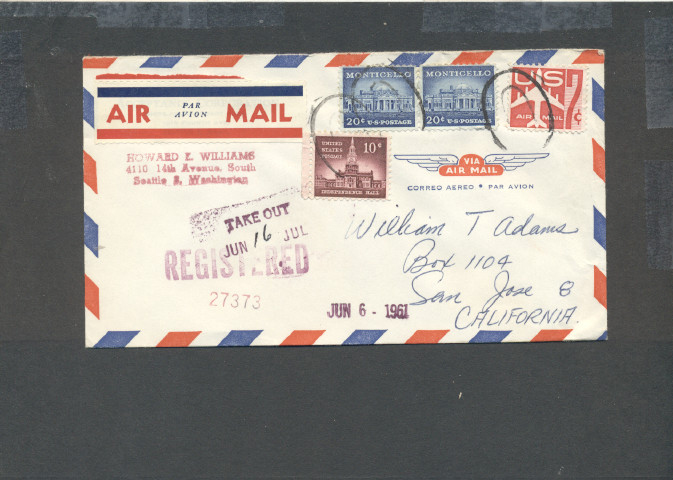 AIR PAR AVION MAIL
HOWARD E. WILLIAMS
4110 14th Avenue, South
Seattle 8, Washington
MONTICELLO
20¢ U·S·POSTAGE
MONTICELLO
20¢ U·S·POSTAGE
US 7¢
AIR MAIL
UNITED STATES POSTAGE 10¢
INDEPENDENCE HALL
VIA
AIR MAIL
CORREO AEREO • PAR AVION
TAKE OUT
JUN 16 JUL
REGISTERED
27373
JUN 6 - 1961
William T Adams
Box 1104
San Jose 8
CALIFORNIA.